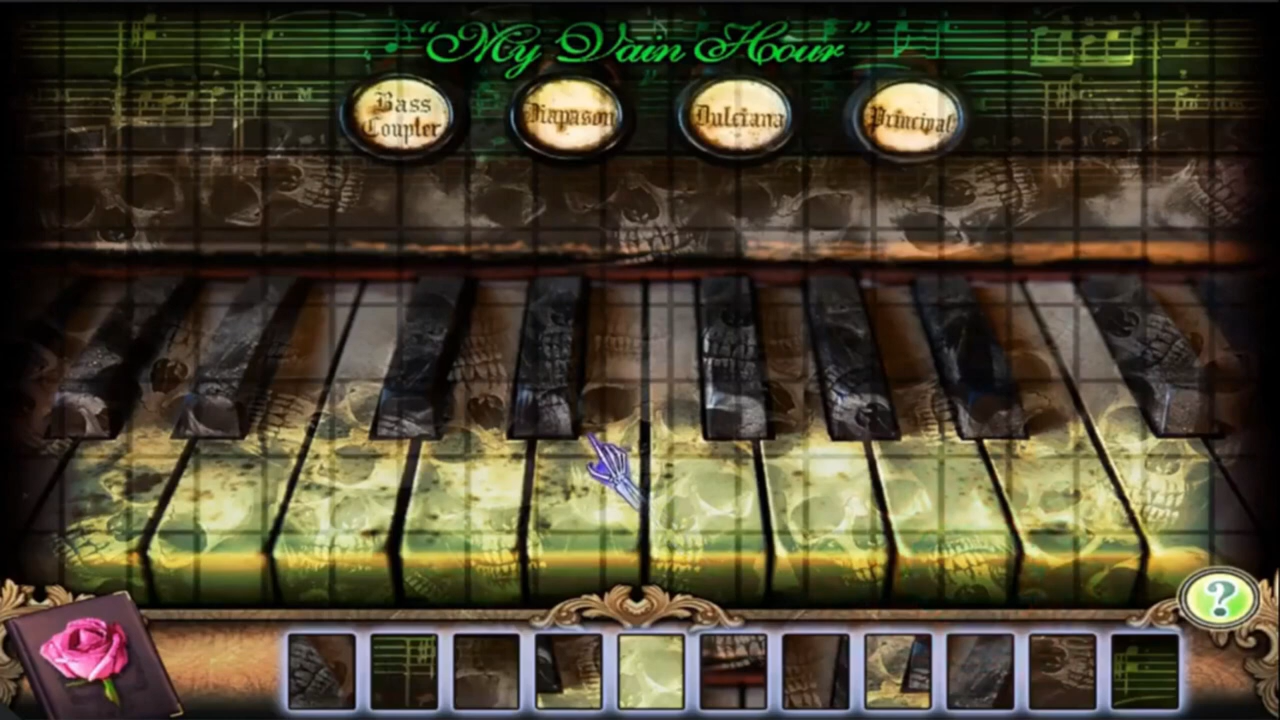 "My Vain Hour"
Bass
Coupler
Diapason
Dulciana
Principal
?